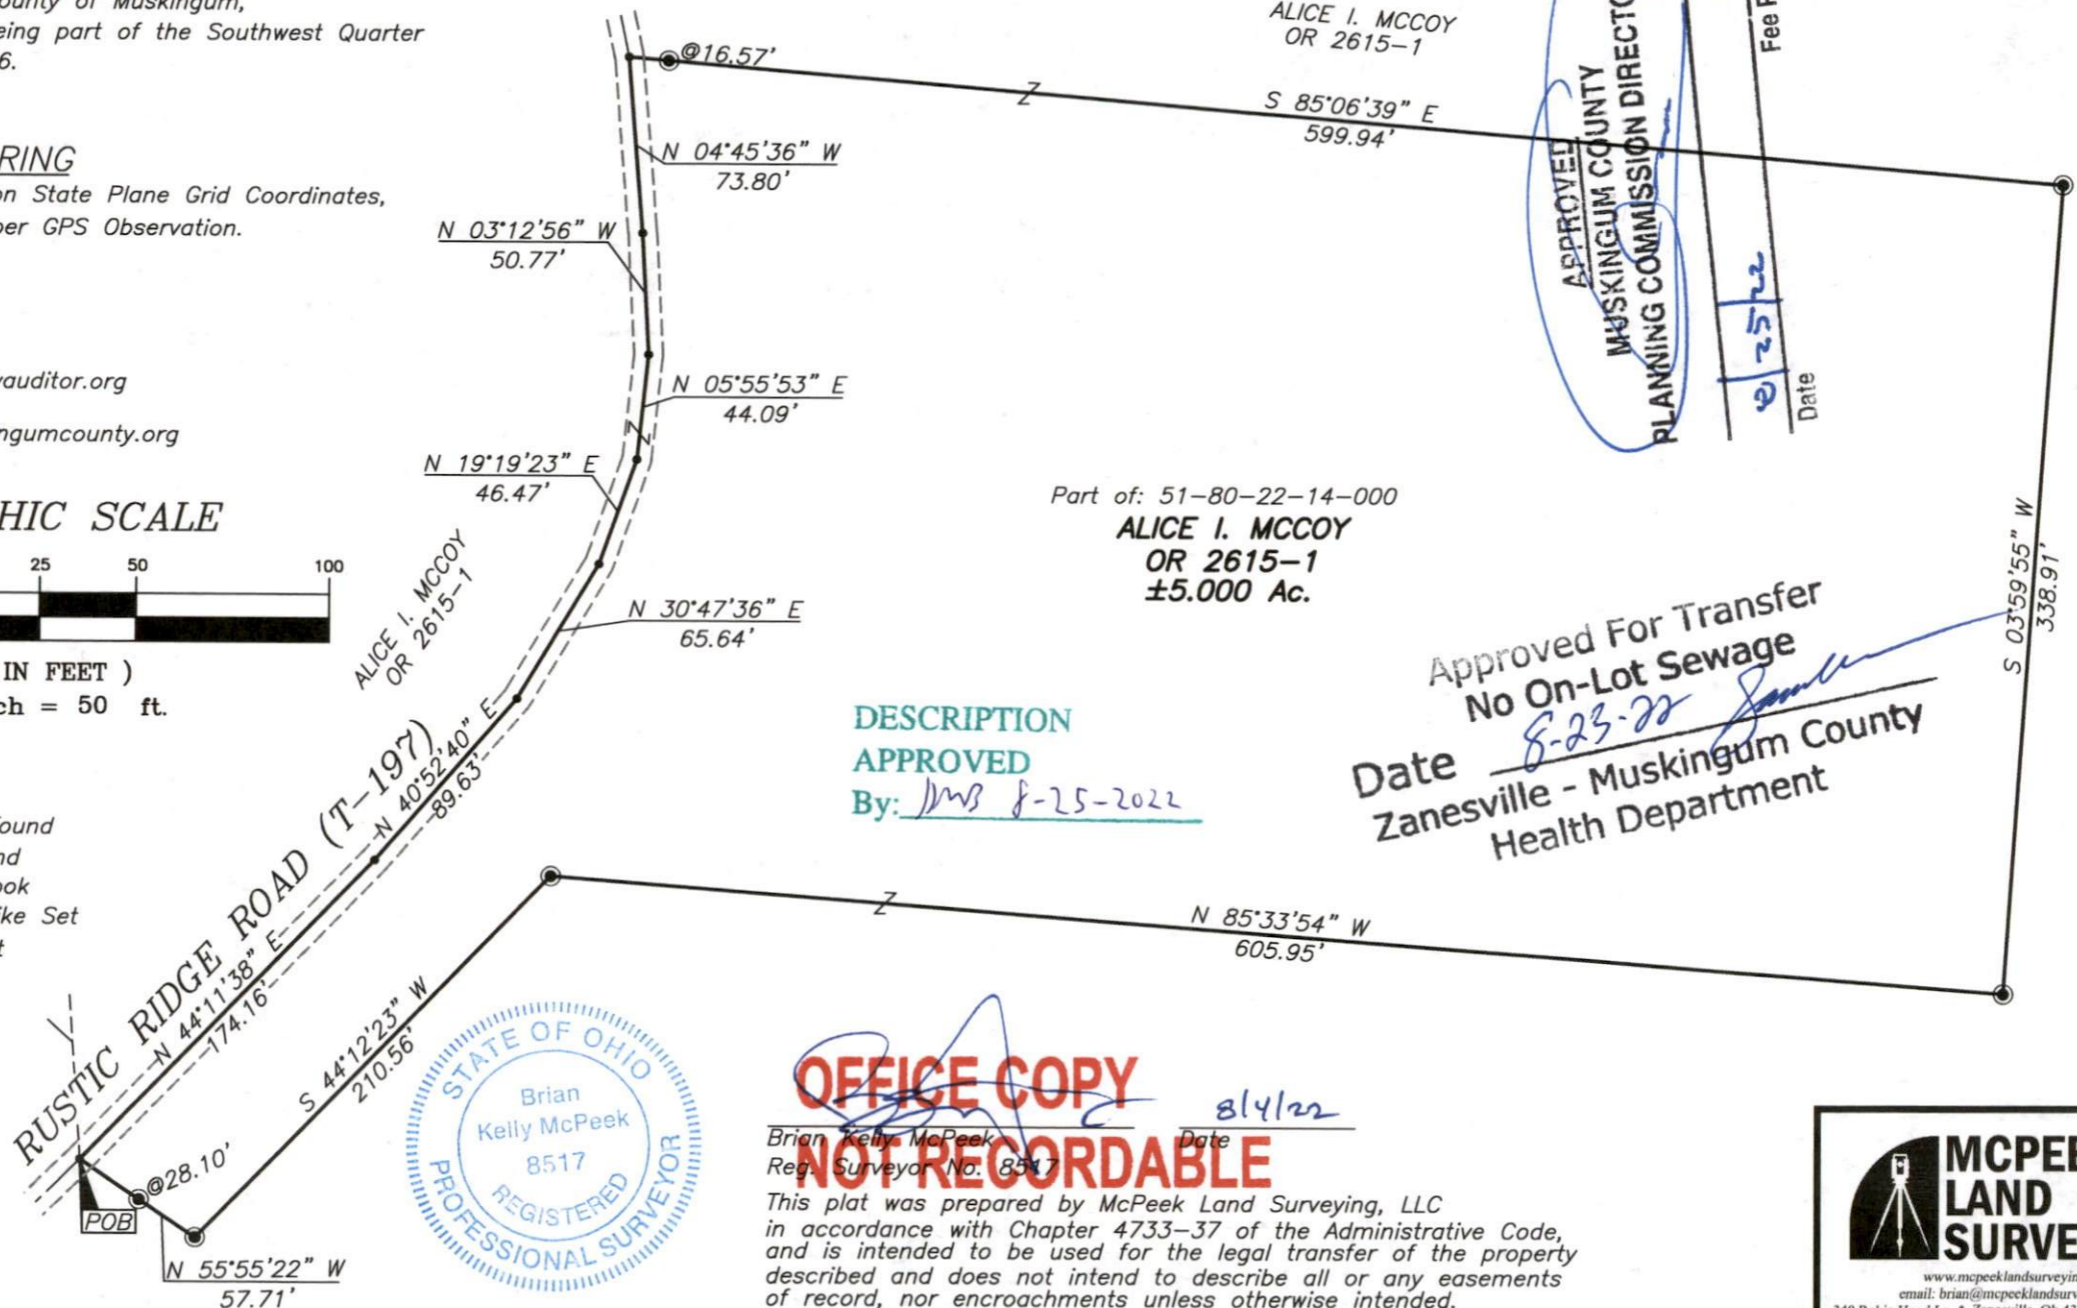 ounty of Muskingum,
eing part of the Southwest Quarter
6.
RING
on State Plane Grid Coordinates,
per GPS Observation.
auditor.org
ngumcounty.org
HIC SCALE
25 50 100
IN FEET )
ch = 50 ft.
ound
nd
ook
ke Set
t
@16.57'
ALICE I. MCCOY
OR 2615-1
S 85°06'39" E
599.94'
N 04°45'36" W
73.80'
N 03°12'56" W
50.77'
N 05°55'53" E
44.09'
N 19°19'23" E
46.47'
N 30°47'36" E
65.64'
ALICE I. MCCOY
OR 2615-1
N 40°52'40" E
89.63'
RUSTIC RIDGE ROAD (T-197)
N 44°11'38" E
174.16'
S 44°12'23" W
210.56'
@28.10'
POB
N 55°55'22" W
57.71'
Part of: 51-80-22-14-000
ALICE I. MCCOY
OR 2615-1
±5.000 Ac.
S 03°59'55" W
338.91'
N 85°33'54" W
605.95'
APPROVED
MUSKINGUM COUNTY
PLANNING COMMISSION DIRECTO
8/25/22
Date
Fee
DESCRIPTION
APPROVED
By: DWB 8-25-2022
Approved For Transfer
No On-Lot Sewage
Date 8-23-22
Zanesville - Muskingum County
Health Department
STATE OF OHIO
Brian
Kelly McPeek
8517
REGISTERED
PROFESSIONAL SURVEYOR
OFFICE COPY
8/4/22
Brian Kelly McPeek Date
NOT RECORDABLE
Reg. Surveyor No. 8517
This plat was prepared by McPeek Land Surveying, LLC
in accordance with Chapter 4733-37 of the Administrative Code,
and is intended to be used for the legal transfer of the property
described and does not intend to describe all or any easements
of record, nor encroachments unless otherwise intended.
MCPEE
LAND
SURVE
www.mcpeeklandsurveyin
email: brian@mcpeeklandsurv